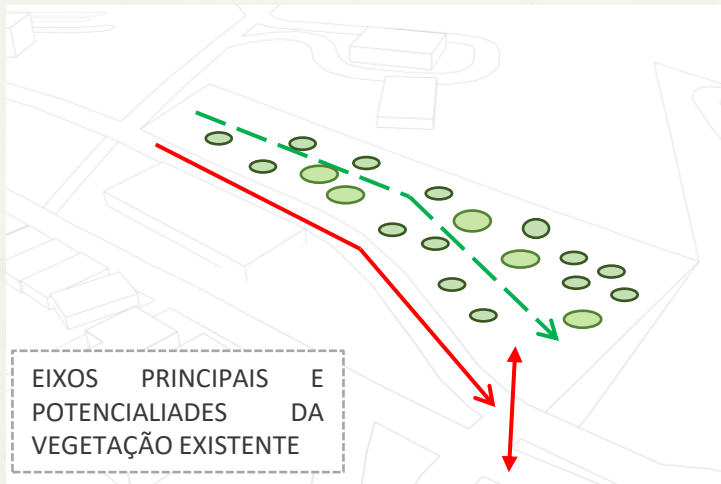 EIXOS PRINCIPAIS E
POTENCIALIADES DA
VEGETAÇÃO EXISTENTE